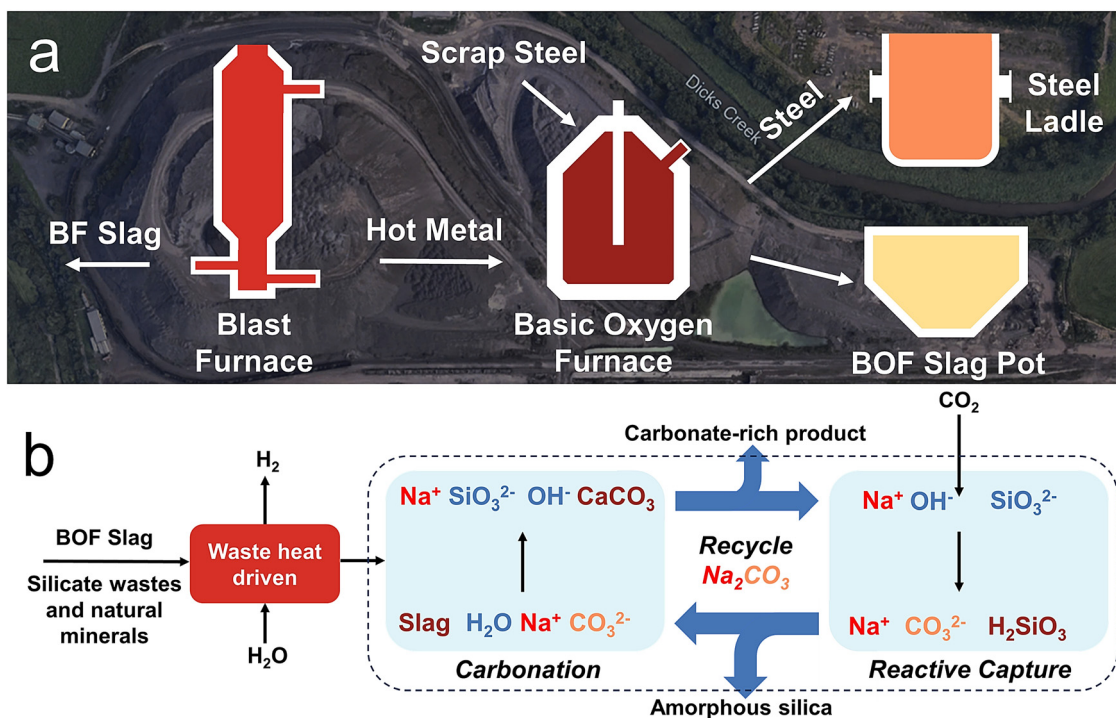 a
Scrap Steel
Dicks Creek
Steel
Steel
Ladle
BF Slag
Hot Metal
Blast
Furnace
Basic Oxygen
Furnace
BOF Slag Pot
b
CO₂
Carbonate-rich product
H₂
BOF Slag
Silicate wastes
and natural
minerals
Waste heat
driven
H₂O
Na⁺ SiO₃²⁻ OH⁻ CaCO₃
Slag H₂O Na⁺ CO₃²⁻
Carbonation
Recycle
Na₂CO₃
Na⁺ OH⁻ SiO₃²⁻
Na⁺ CO₃²⁻ H₂SiO₃
Reactive Capture
Amorphous silica